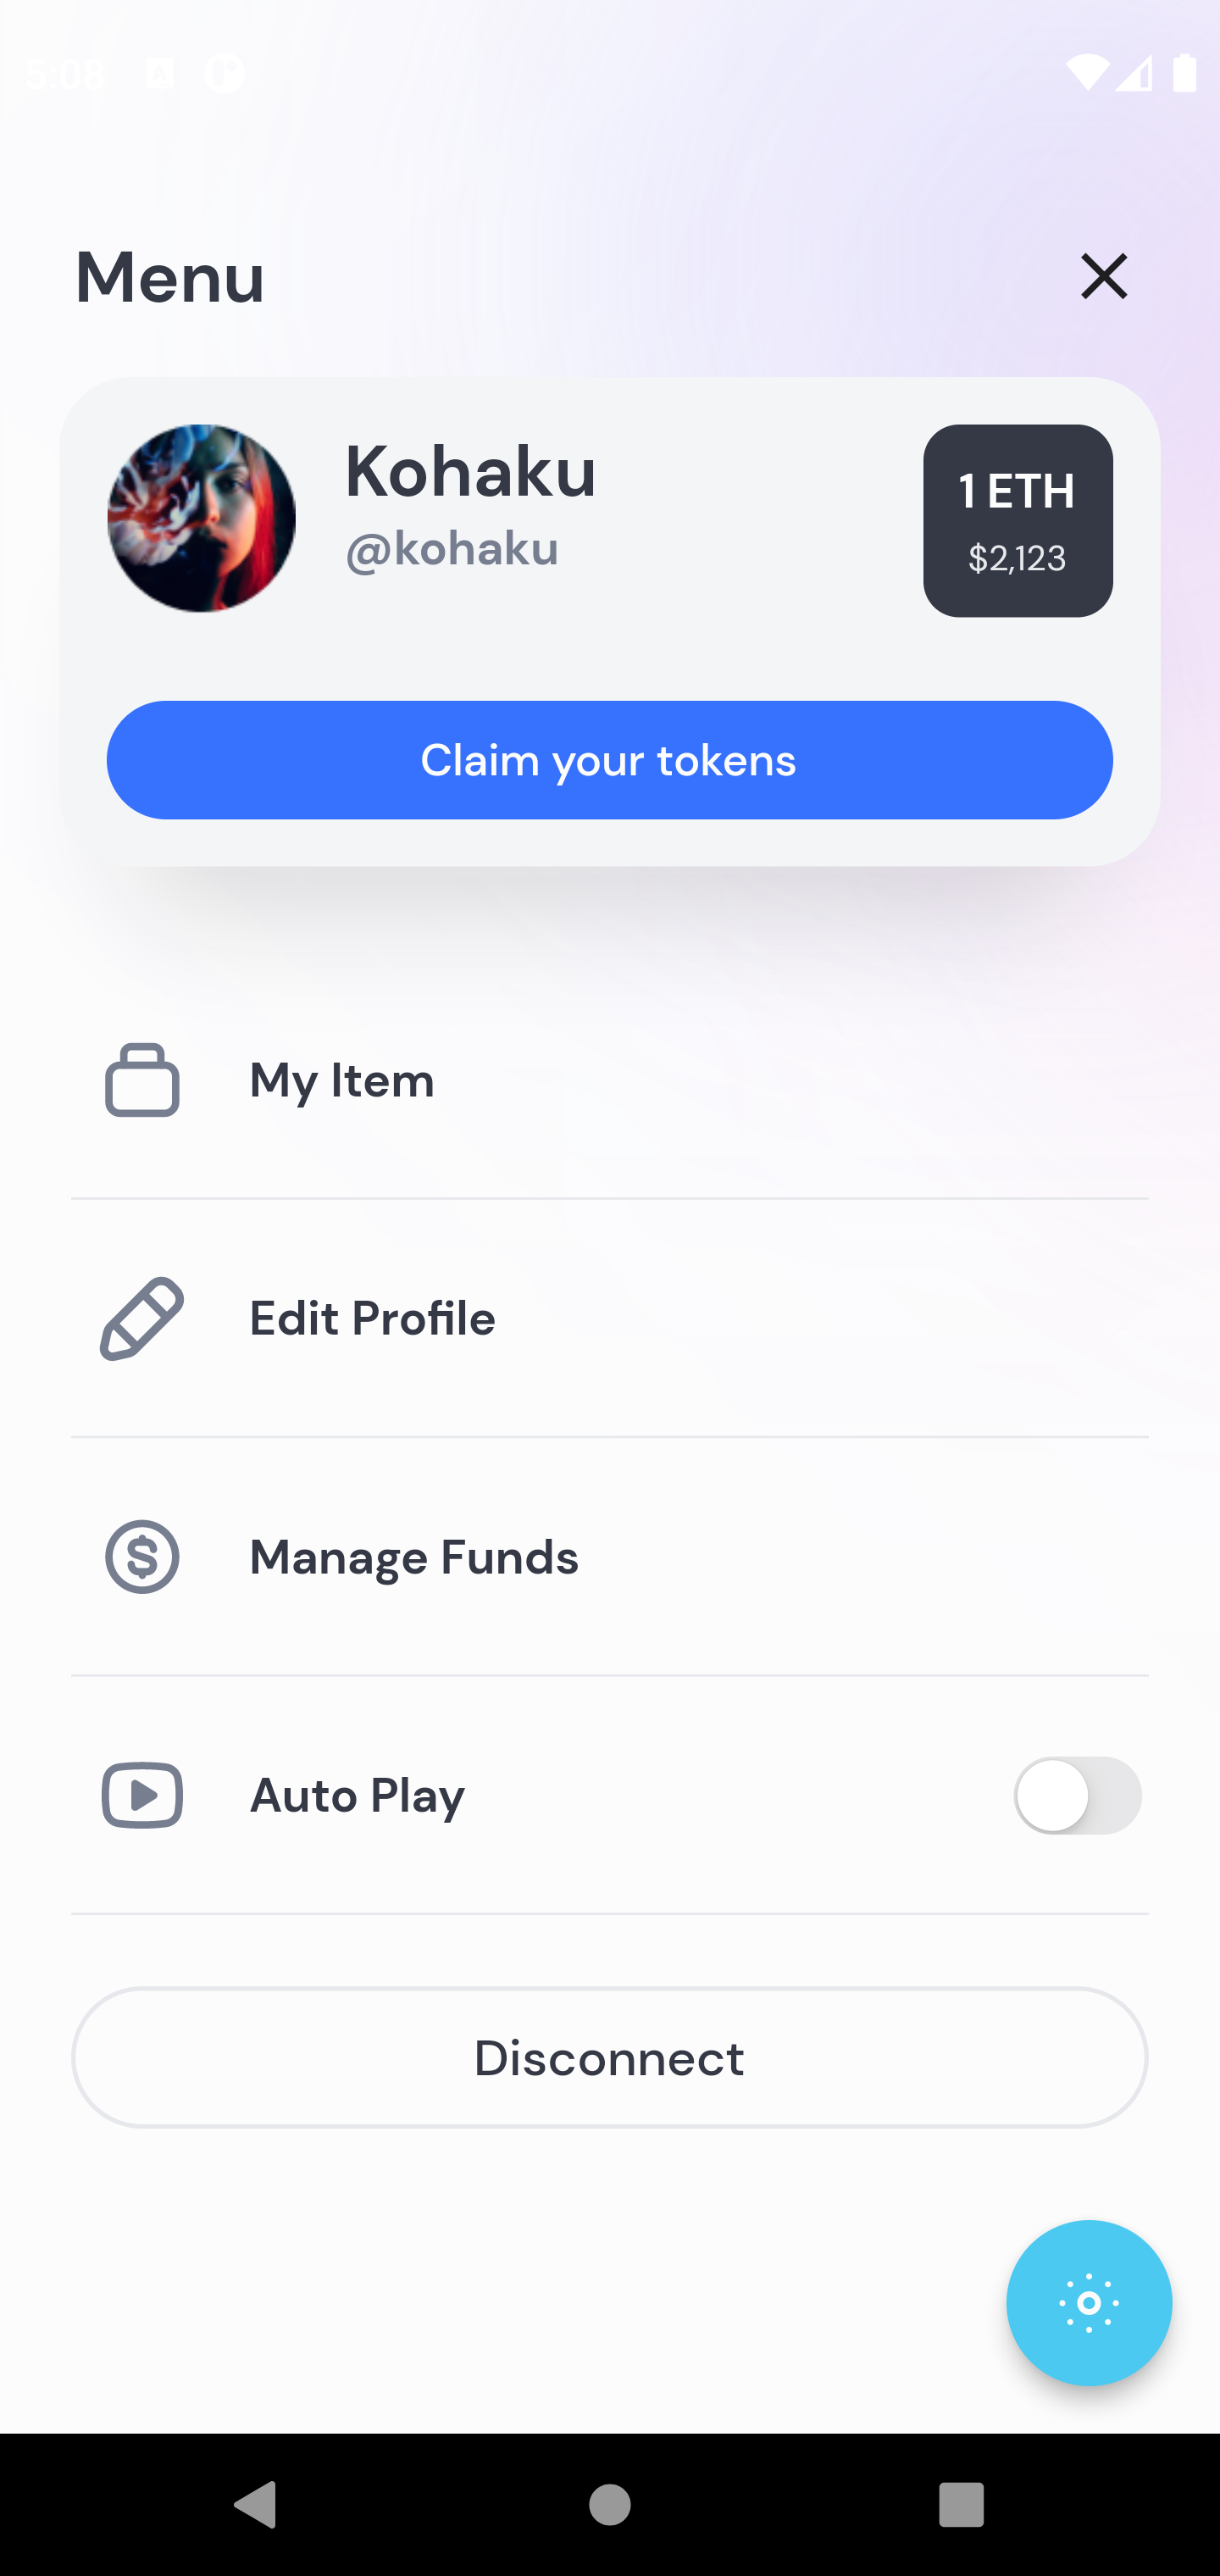 5:08
Menu
Kohaku
@kohaku
1 ETH
$2,123
Claim your tokens
My Item
Edit Profile
Manage Funds
Auto Play
Disconnect